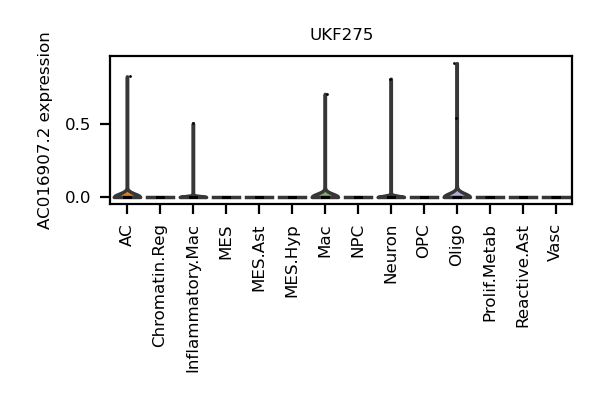 UKF275
AC016907.2 expression
0.5
0.0
AC
Chromatin.Reg
Inflammatory.Mac
MES
MES.Ast
MES.Hyp
Mac
NPC
Neuron
OPC
Oligo
Prolif.Metab
Reactive.Ast
Vasc